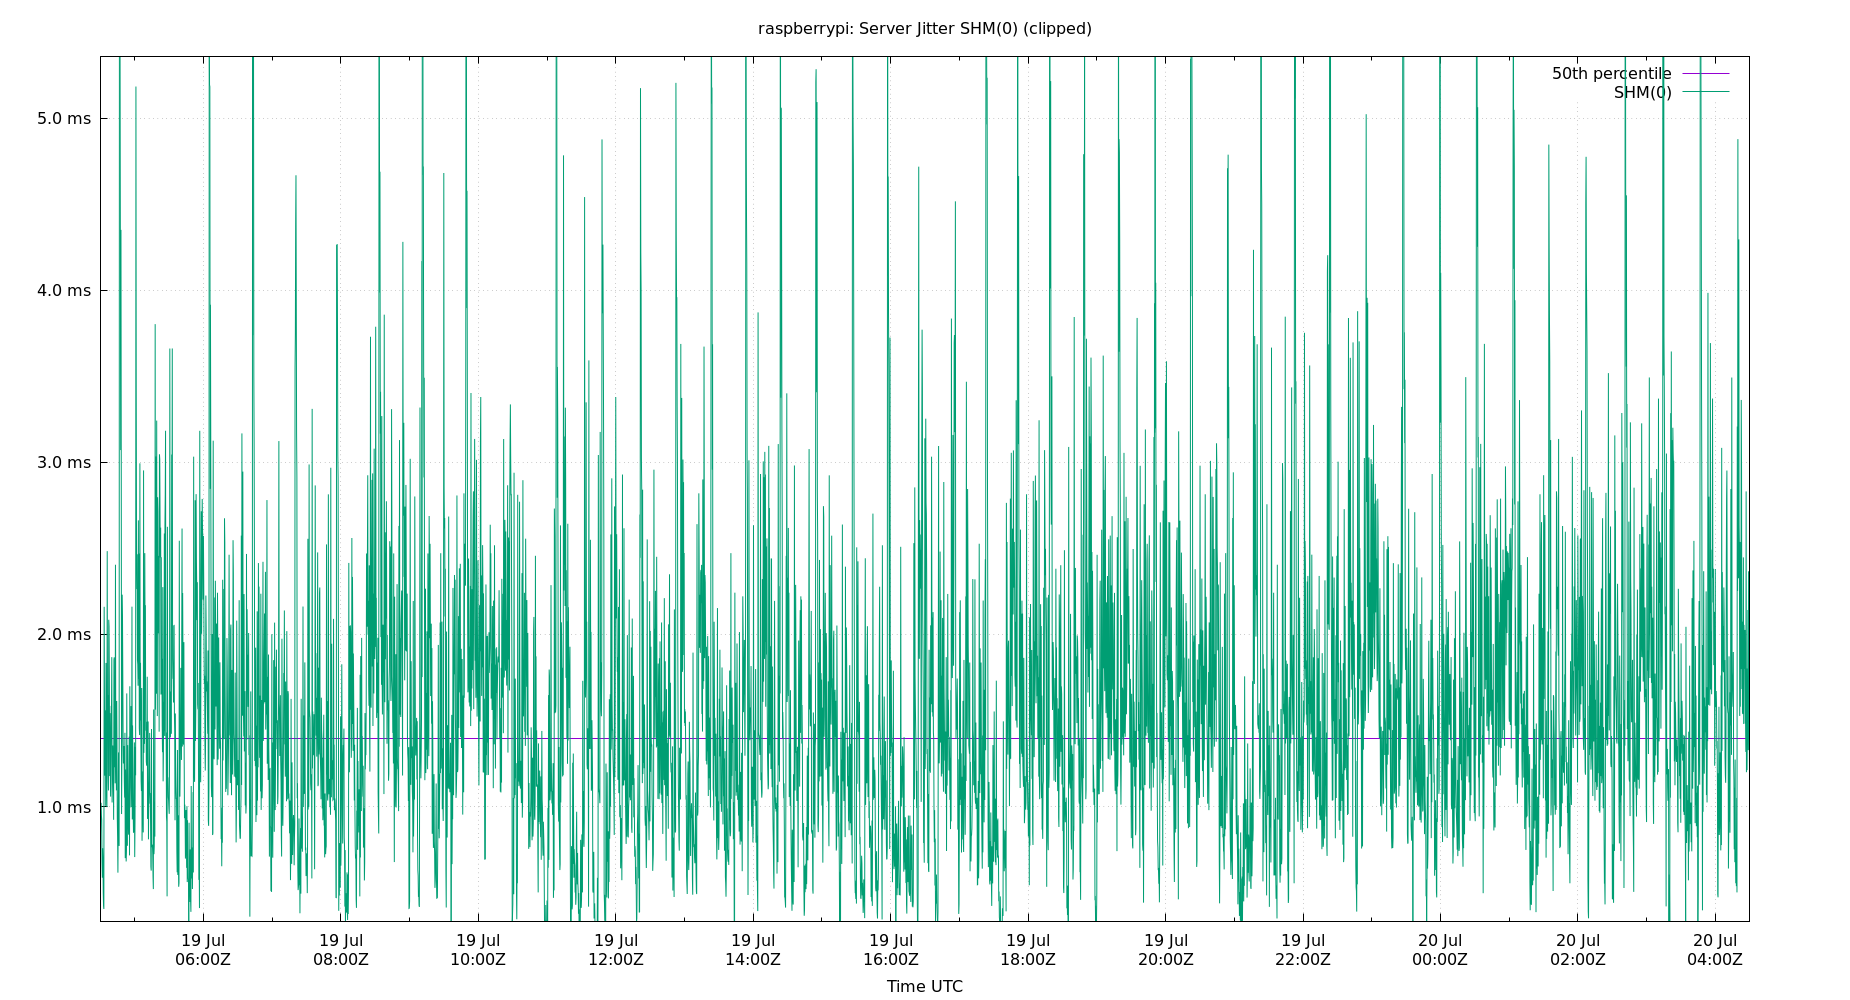 raspberrypi: Server Jitter SHM(0) (clipped)
50th percentile
SHM(0)
5.0 ms
4.0 ms
3.0 ms
2.0 ms
1.0 ms
19 Jul 19 Jul 19 Jul 19 Jul 19 Jul 19 Jul 19 Jul 19 Jul 19 Jul 20 Jul 20 Jul 20 Jul
06:00Z 08:00Z 10:00Z 12:00Z 14:00Z 16:00Z 18:00Z 20:00Z 22:00Z 00:00Z 02:00Z 04:00Z
Time UTC